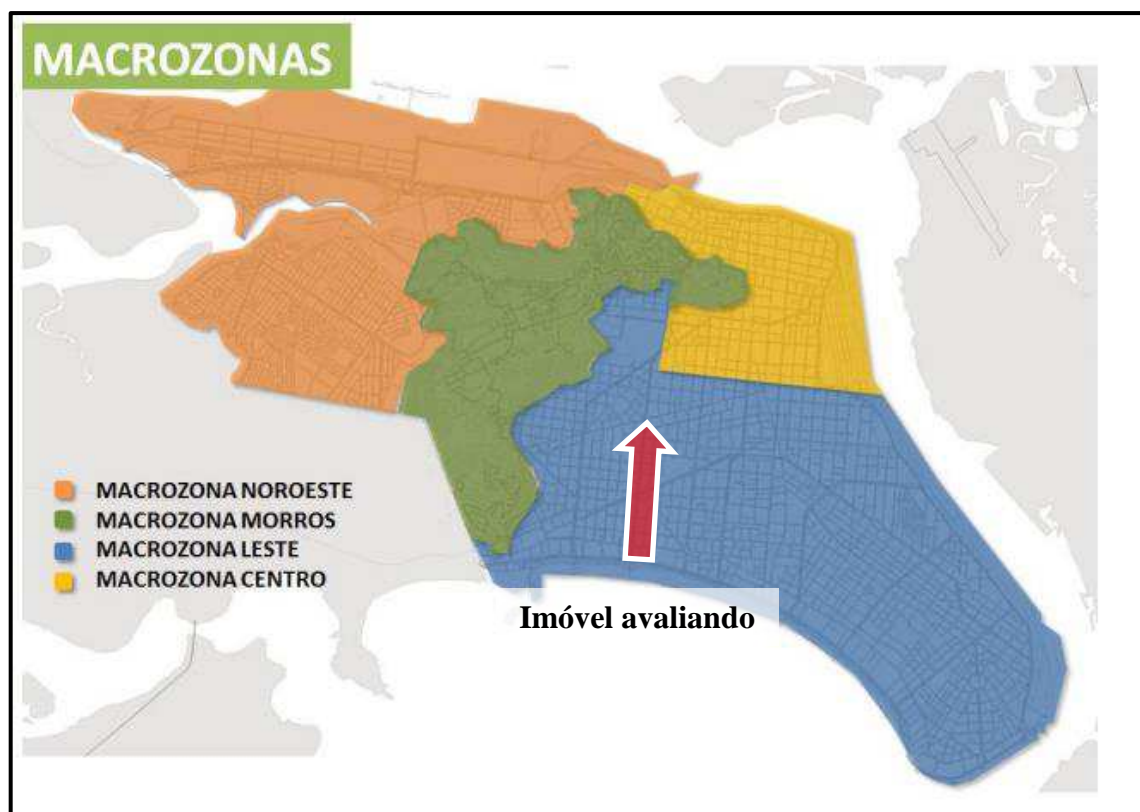 MACROZONAS
MACROZONA NOROESTE
MACROZONA MORROS
MACROZONA LESTE
MACROZONA CENTRO
Imóvel avaliando